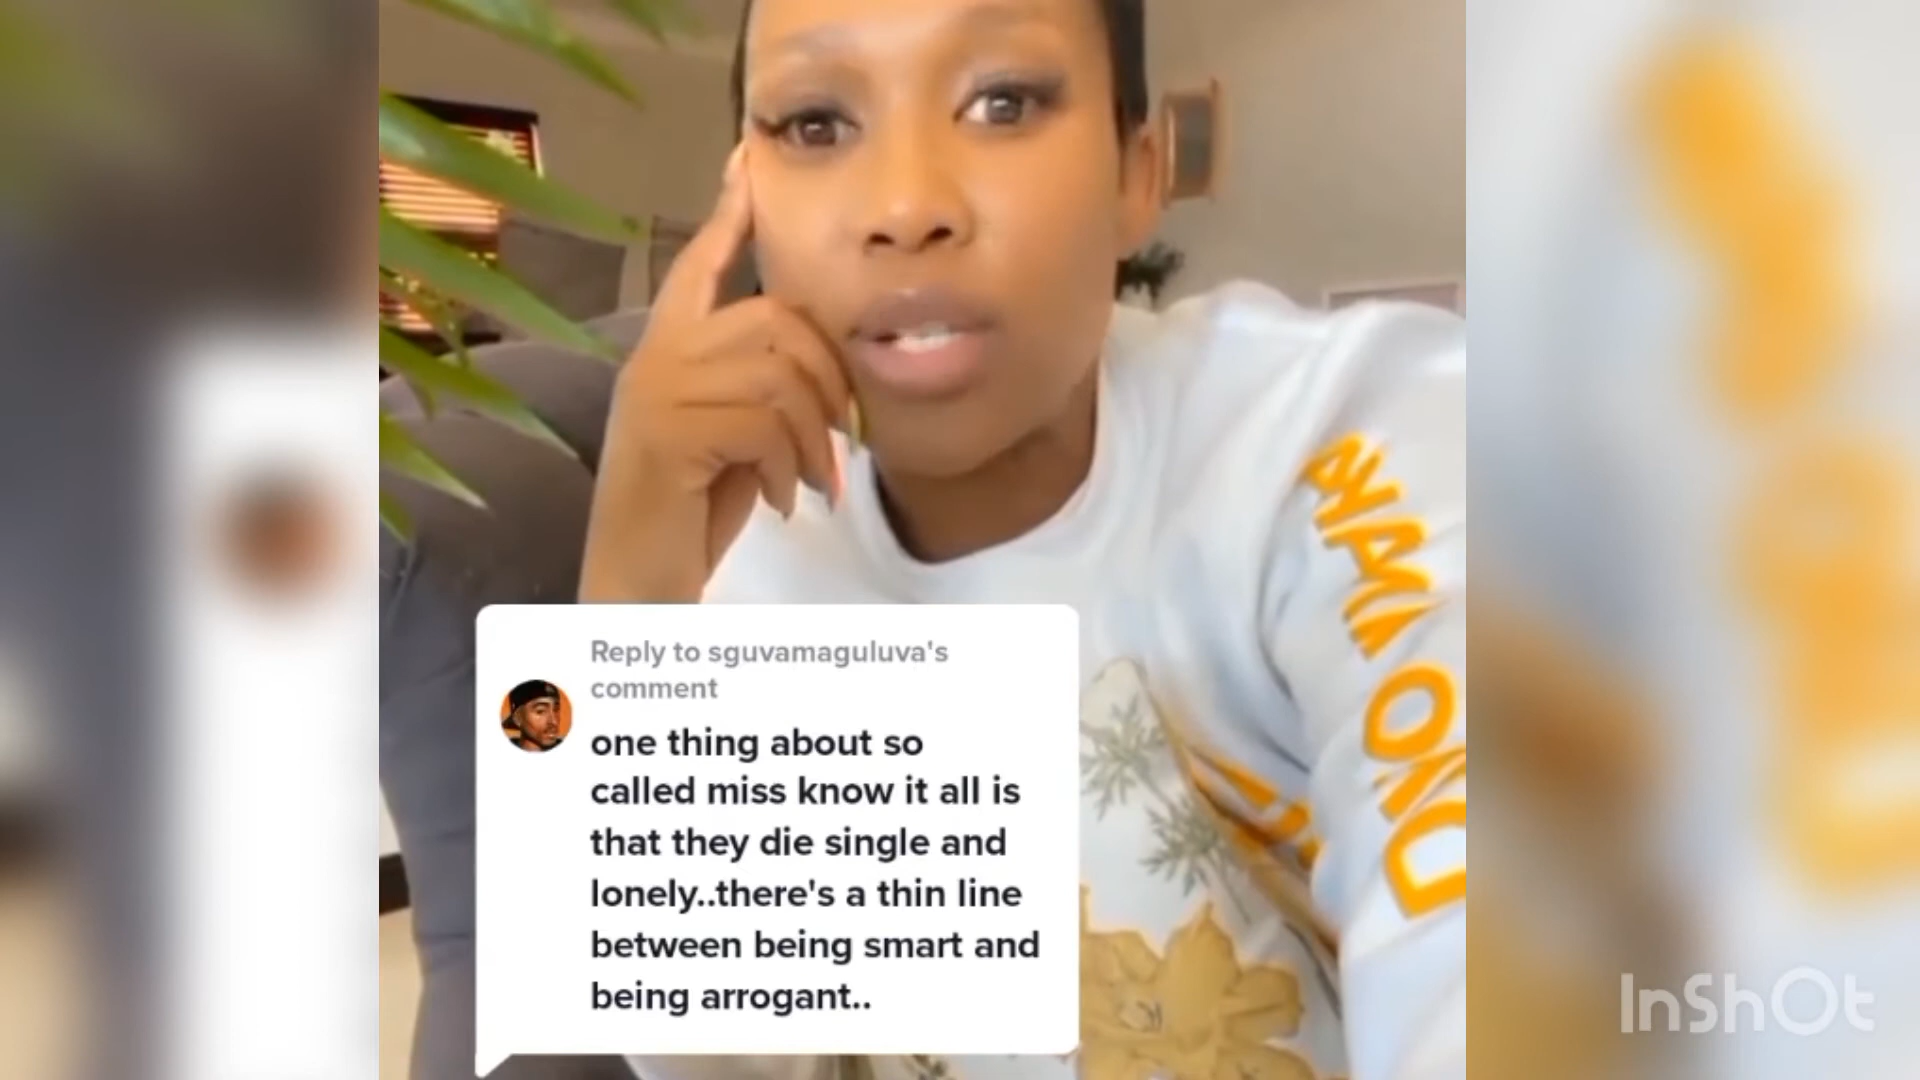 Reply to sguvamaguluva's
comment
one thing about so
called miss know it all is
that they die single and
lonely..there's a thin line
between being smart and
being arrogant..
InShOt